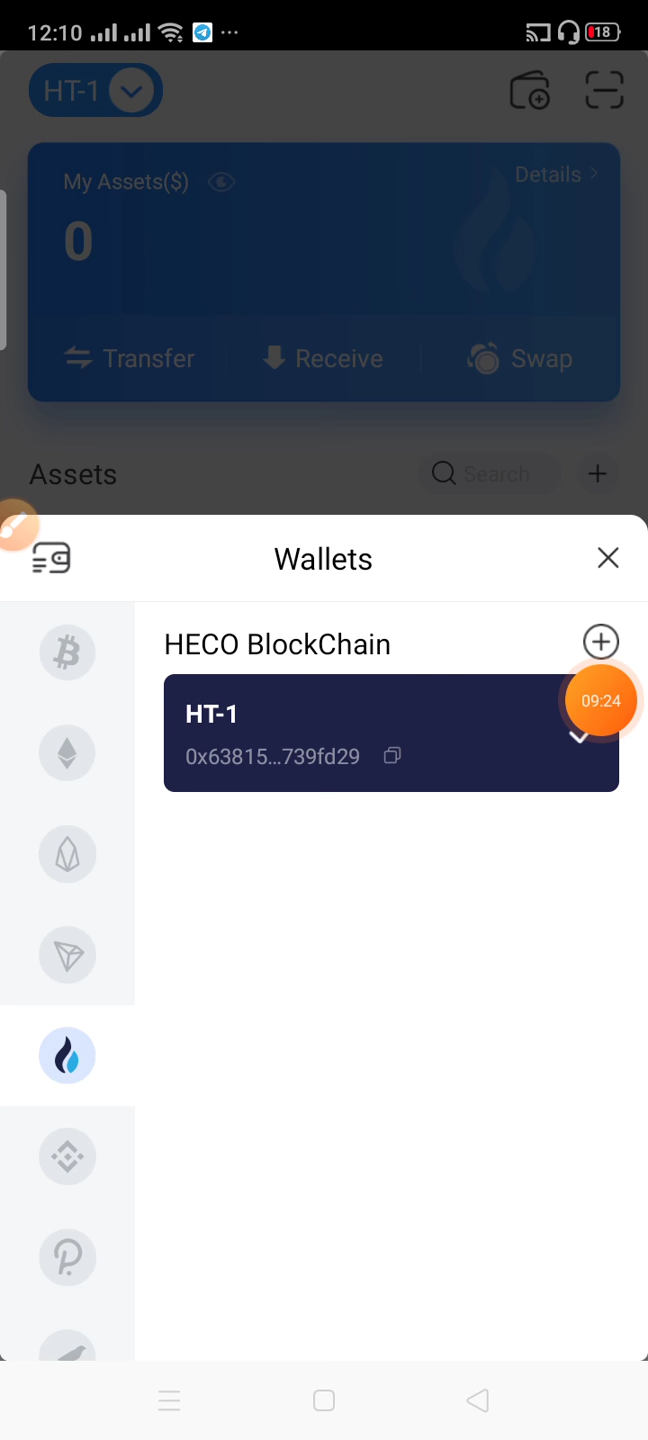 12:10
18
HT-1
My Assets($)
Details >
0
Transfer
Receive
Swap
Assets
Search
Wallets
HECO BlockChain
HT-1
09:24
0x63815...739fd29